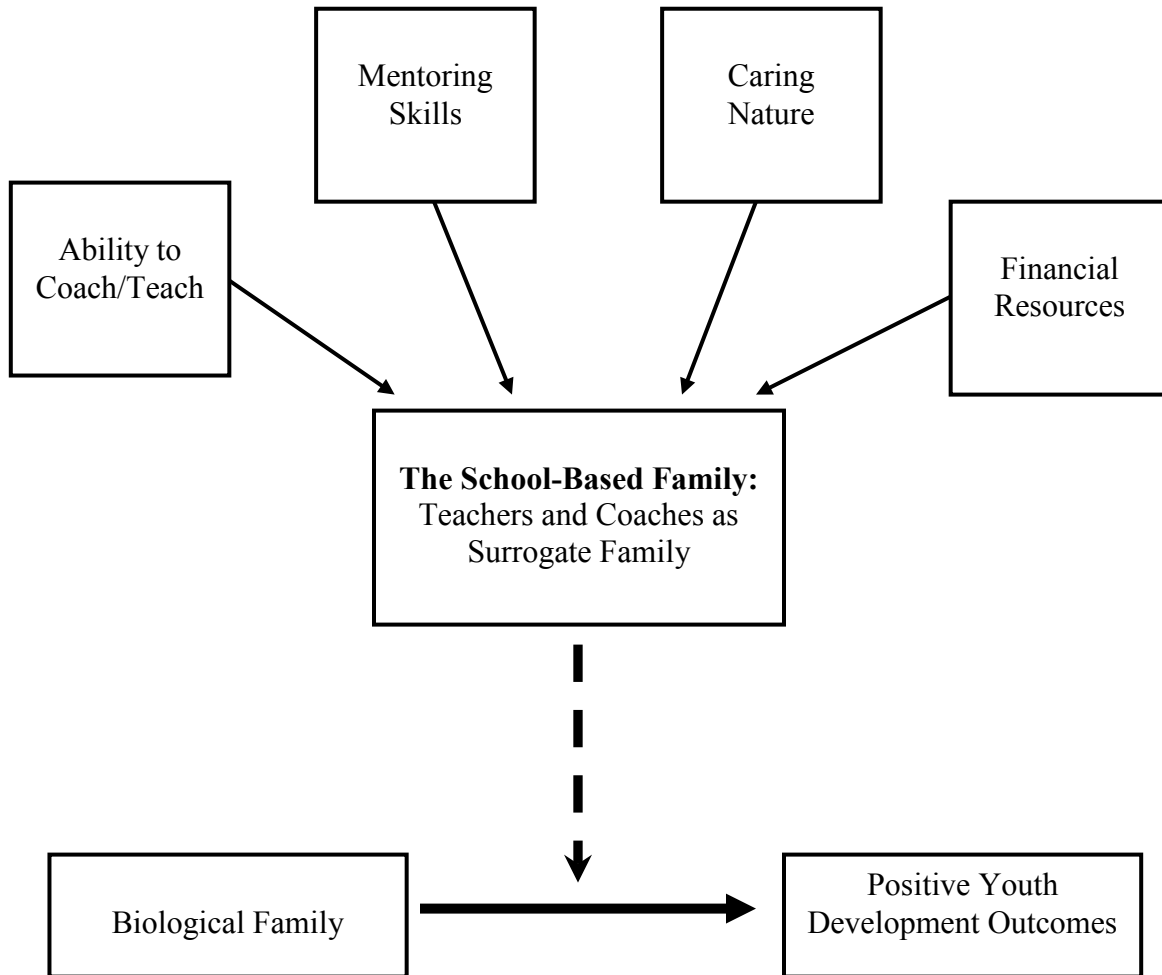 Mentoring
Skills
Caring
Nature
Ability to
Coach/Teach
Financial
Resources
The School-Based Family:
Teachers and Coaches as
Surrogate Family
Biological Family
Positive Youth
Development Outcomes